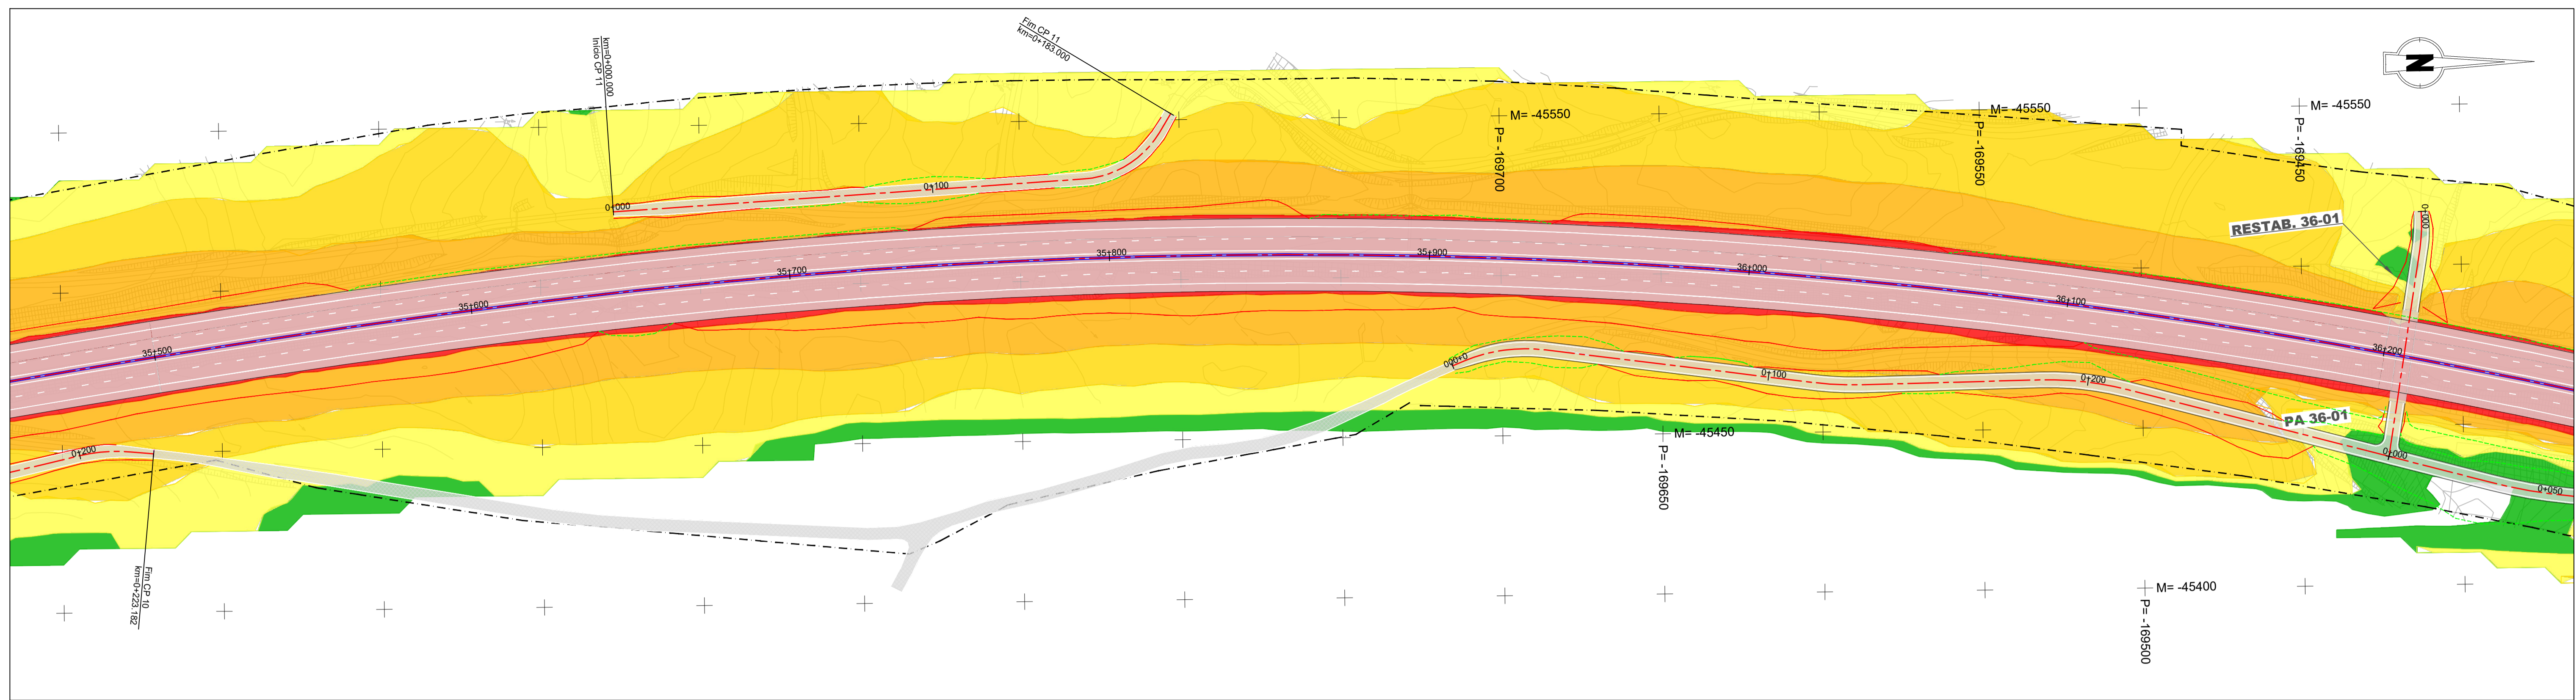 Fim CP 11
km=0+183.000
km=0+000.000
Início CP 11
N
M= -45550
P= -169700
M= -45550
P= -169550
M= -45550
P= -169450
0+000
0+100
RESTAB. 36-01
0+000
35+500
35+600
35+700
35+800
35+900
36+000
36+100
36+200
0+000
0+100
0+200
PA 36-01
0+000
0+050
M= -45450
P= -169650
0+200
Fim CP 10
km=0+223.182
M= -45400
P= -169500